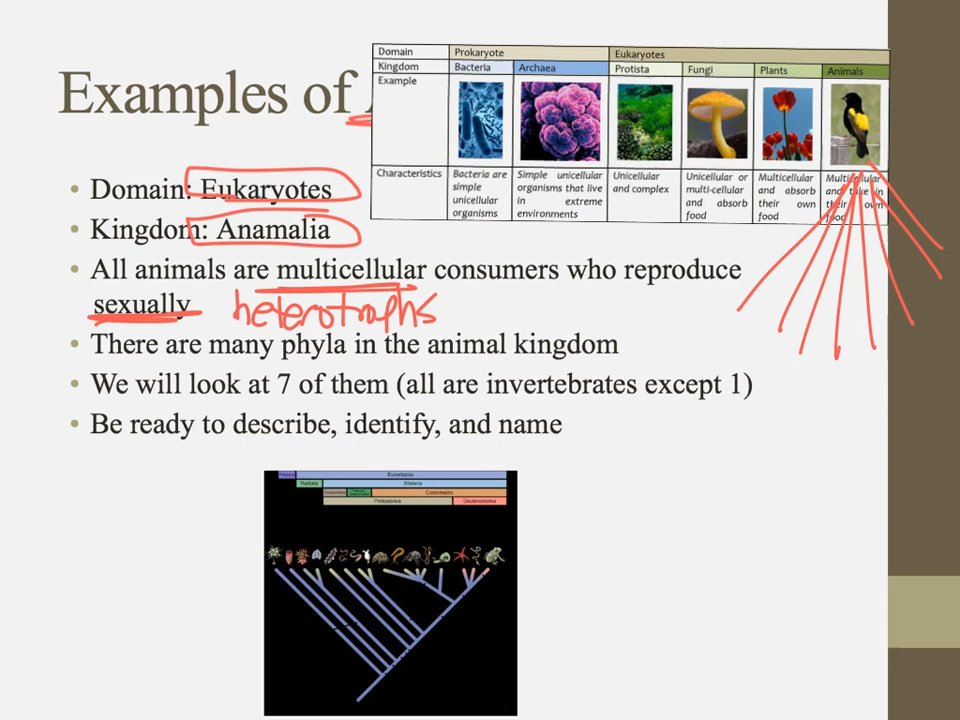 Examples of
Domain Prokaryote Eukaryotes
Kingdom Bacteria Archaea Protista Fungi Plants Animals
Example
Characteristics Bacteria are simple unicellular organisms Simple unicellular organisms that live in extreme environments Unicellular and complex Unicellular or multi-cellular and absorb food Multicellular and absorb their own food Multicellular and take in their own food
• Domain: Eukaryotes
• Kingdom: Anamalia
• All animals are multicellular consumers who reproduce
sexually heterotrophs
• There are many phyla in the animal kingdom
• We will look at 7 of them (all are invertebrates except 1)
• Be ready to describe, identify, and name
Eumetazoa
Radiata Bilateria
Coelomates
Protostomia Deuterostomia